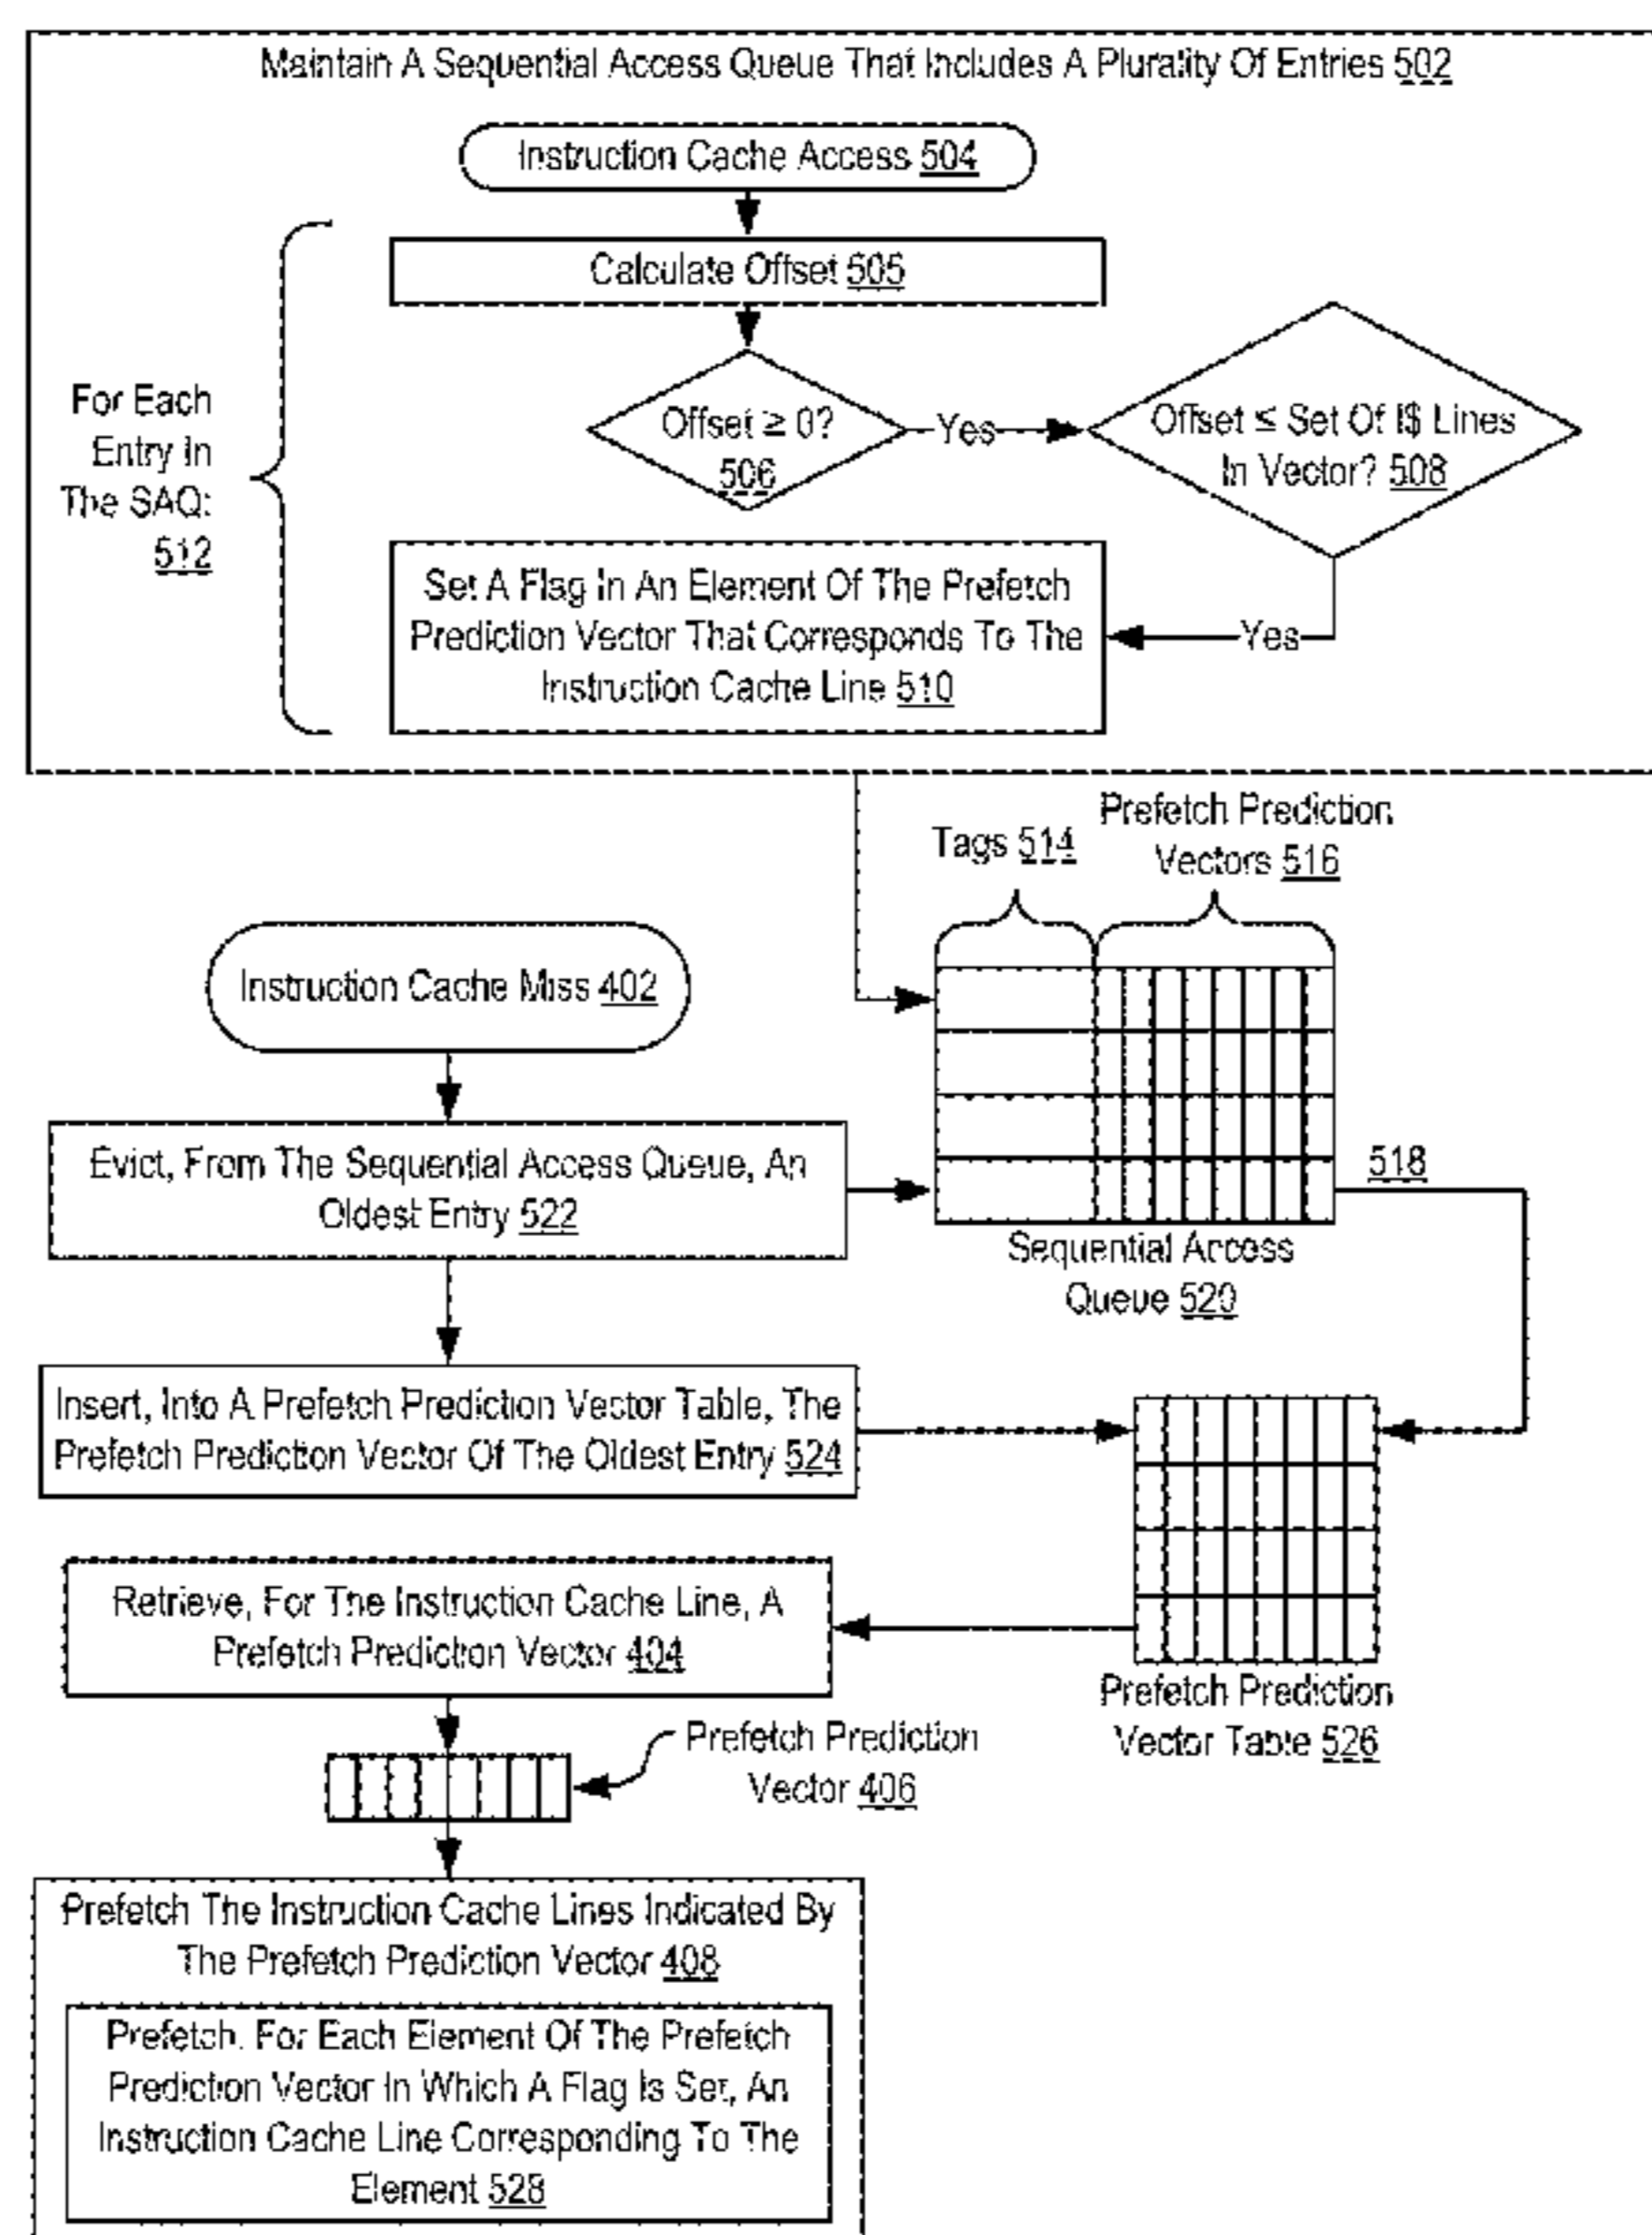 Maintain A Sequential Access Queue That Includes A Plurality Of Entries 502
Instruction Cache Access 504
Calculate Offset 505
For Each
Entry In
The SAQ:
512
Offset ≥ 0?
506
Yes
Offset ≤ Set Of I$ Lines
In Vector? 508
Yes
Set A Flag In An Element Of The Prefetch
Prediction Vector That Corresponds To The
Instruction Cache Line 510
Tags 514
Prefetch Prediction
Vectors 516
Instruction Cache Miss 402
Evict, From The Sequential Access Queue, An
Oldest Entry 522
518
Sequential Access
Queue 520
Insert, Into A Prefetch Prediction Vector Table, The
Prefetch Prediction Vector Of The Oldest Entry 524
Retrieve, For The Instruction Cache Line, A
Prefetch Prediction Vector 404
Prefetch Prediction
Vector Table 526
Prefetch Prediction
Vector 406
Prefetch The Instruction Cache Lines Indicated By
The Prefetch Prediction Vector 408
Prefetch. For Each Element Of The Prefetch
Prediction Vector In Which A Flag Is Set, An
Instruction Cache Line Corresponding To The
Element 528